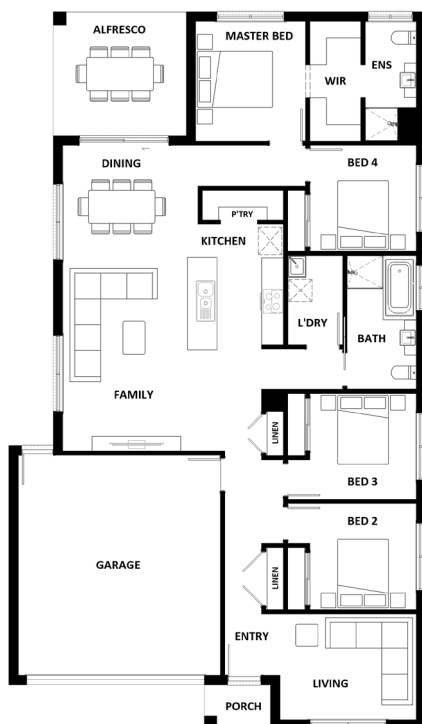 ALFRESCO
MASTER BED
ENS
WIR
DINING
BED 4
P'TRY
KITCHEN
L'DRY
BATH
FAMILY
LINEN
BED 3
BED 2
GARAGE
LINEN
ENTRY
LIVING
PORCH